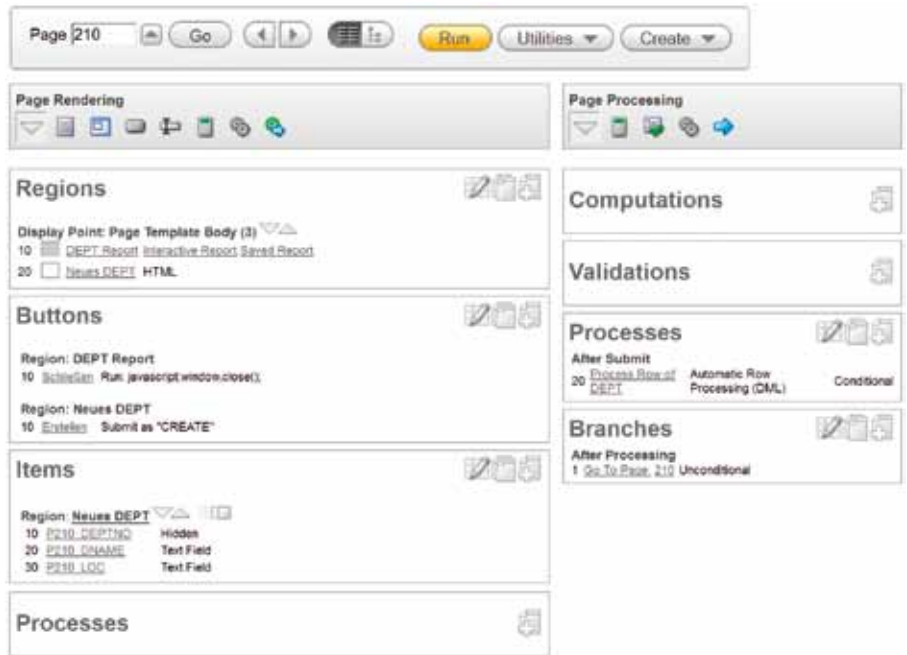 Page 210 Go Run Utilities Create
Page Rendering
Regions
Display Point: Page Template Body (3)
10 DEPT Report Interactive Report Saved Report
20 Neues DEPT HTML
Buttons
Region: DEPT Report
10 Schließen Run: javascript:window.close();
Region: Neues DEPT
10 Erstellen Submit as "CREATE"
Items
Region: Neues DEPT
10 P210_DEPTNO Hidden
20 P210_DNAME Text Field
30 P210_LOC Text Field
Processes
Page Processing
Computations
Validations
Processes
After Submit
20 Process Row of DEPT Automatic Row Processing (DML) Conditional
Branches
After Processing
1 Go To Page 210 Unconditional